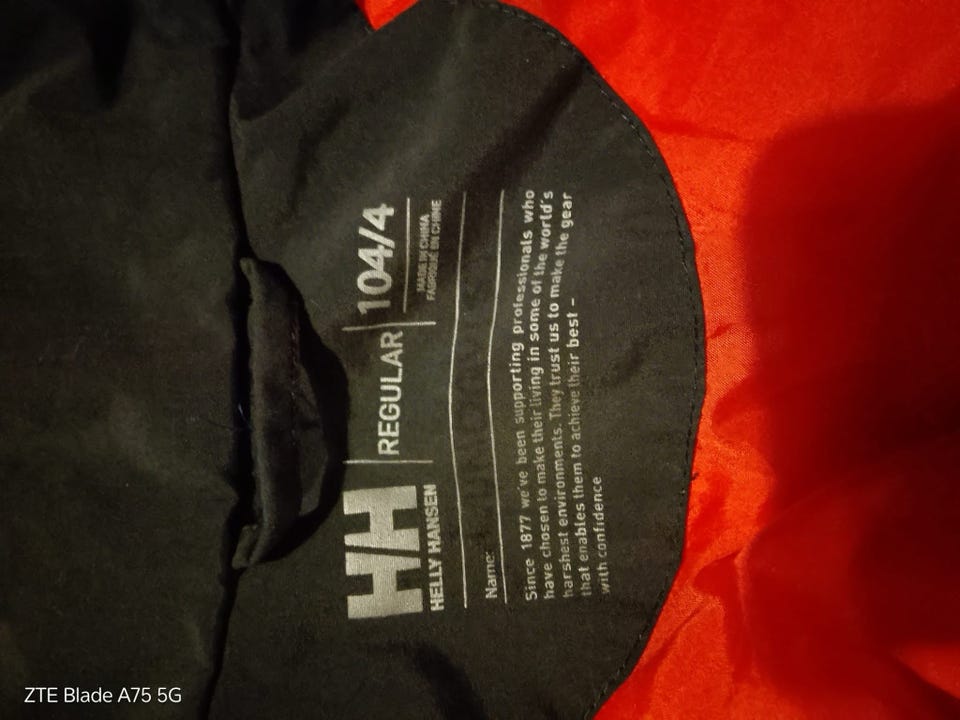 HH
HELLY HANSEN
REGULAR
104/4
MADE IN CHINA
FABRIQUÉ EN CHINE
Name:
Since 1877 we've been supporting professionals who
have chosen to make their living in some of the world's
harshest environments. They trust us to make the gear
that enables them to achieve their best –
with confidence
ZTE Blade A75 5G